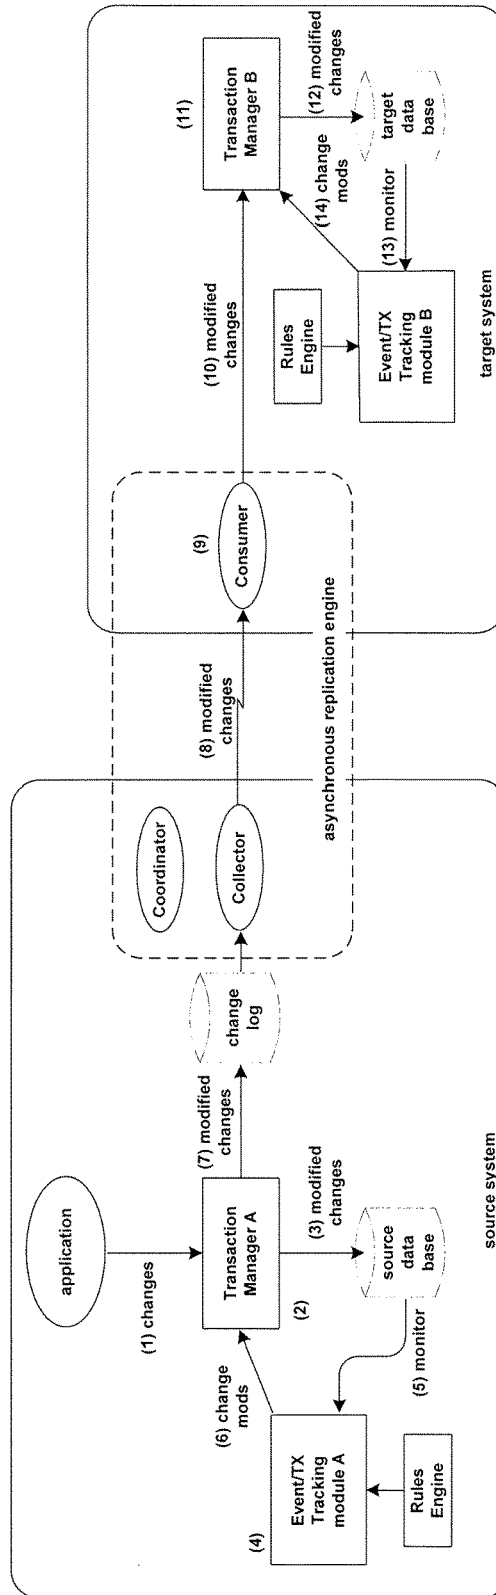 application
(1) changes
Transaction
Manager A
(2)
(3) modified
changes
source
data
base
(4)
Event/TX
Tracking
module A
(5) monitor
(6) change
mods
Rules
Engine
(7) modified
changes
change
log
source system
Coordinator
Collector
(8) modified
changes
asynchronous replication engine
(9)
Consumer
(10) modified
changes
(11)
Transaction
Manager B
(12) modified
changes
target
data
base
(13) monitor
(14) change
mods
Rules
Engine
Event/TX
Tracking
module B
target system